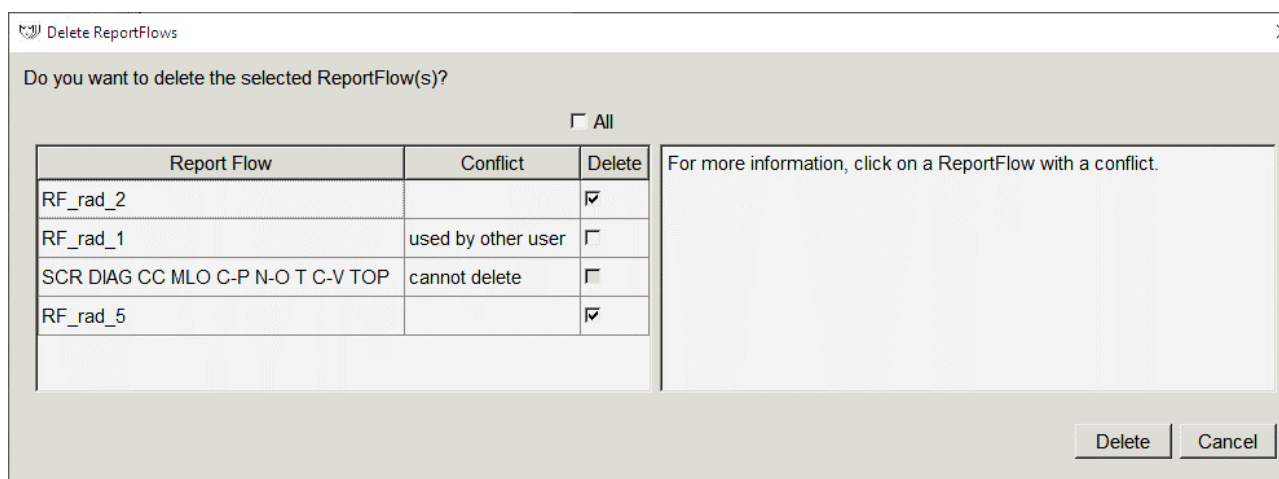 Delete ReportFlows
Do you want to delete the selected ReportFlow(s)?
All
Report Flow Conflict Delete
RF_rad_2
RF_rad_1 used by other user
SCR DIAG CC MLO C-P N-O T C-V TOP cannot delete
RF_rad_5
For more information, click on a ReportFlow with a conflict.
Delete Cancel